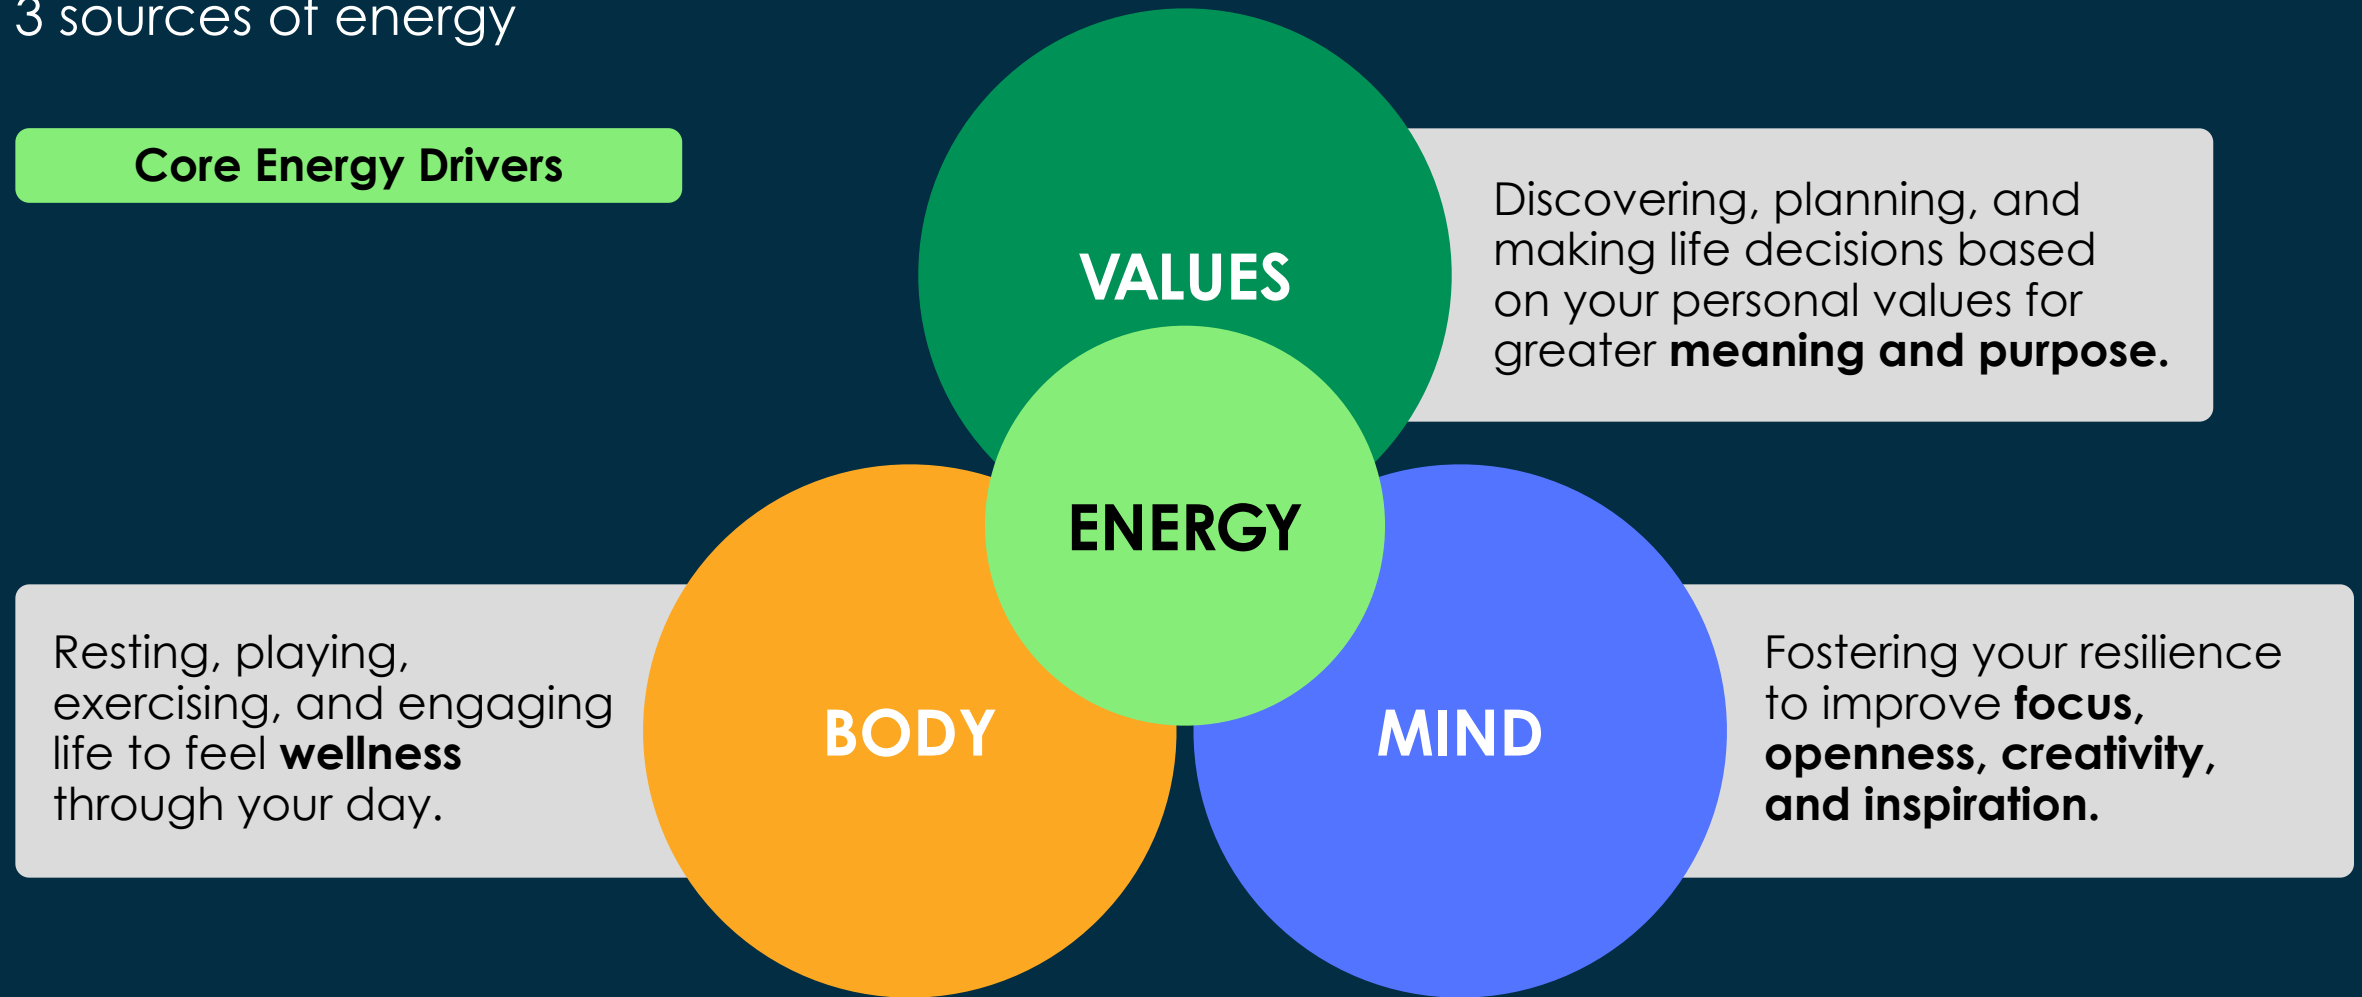 3 sources of energy
Core Energy Drivers
VALUES
Discovering, planning, and
making life decisions based
on your personal values for
greater meaning and purpose.
ENERGY
Resting, playing,
exercising, and engaging
life to feel wellness
through your day.
BODY
MIND
Fostering your resilience
to improve focus,
openness, creativity,
and inspiration.